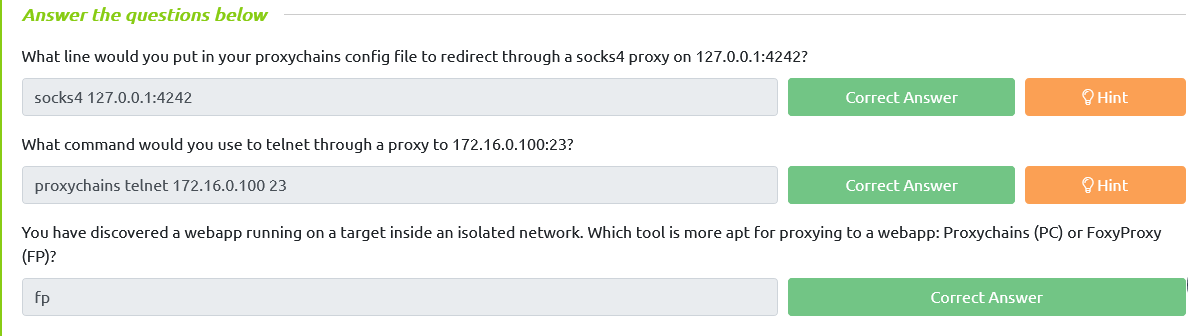 Answer the questions below
What line would you put in your proxychains config file to redirect through a socks4 proxy on 127.0.0.1:4242?
socks4 127.0.0.1:4242
Correct Answer
Hint
What command would you use to telnet through a proxy to 172.16.0.100:23?
proxychains telnet 172.16.0.100 23
Correct Answer
Hint
You have discovered a webapp running on a target inside an isolated network. Which tool is more apt for proxying to a webapp: Proxychains (PC) or FoxyProxy
(FP)?
fp
Correct Answer